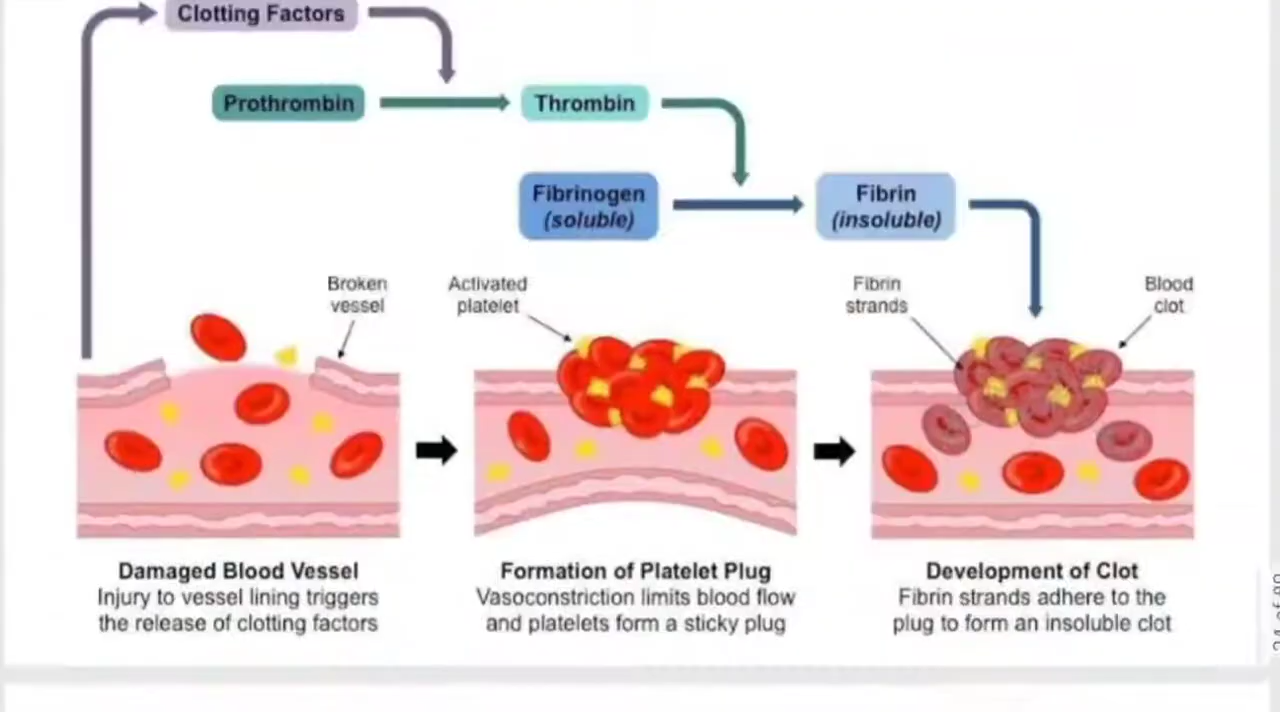 Clotting Factors
Prothrombin
Thrombin
Fibrinogen
(soluble)
Fibrin
(insoluble)
Broken
vessel
Activated
platelet
Fibrin
strands
Blood
clot
Damaged Blood Vessel
Injury to vessel lining triggers
the release of clotting factors
Formation of Platelet Plug
Vasoconstriction limits blood flow
and platelets form a sticky plug
Development of Clot
Fibrin strands adhere to the
plug to form an insoluble clot